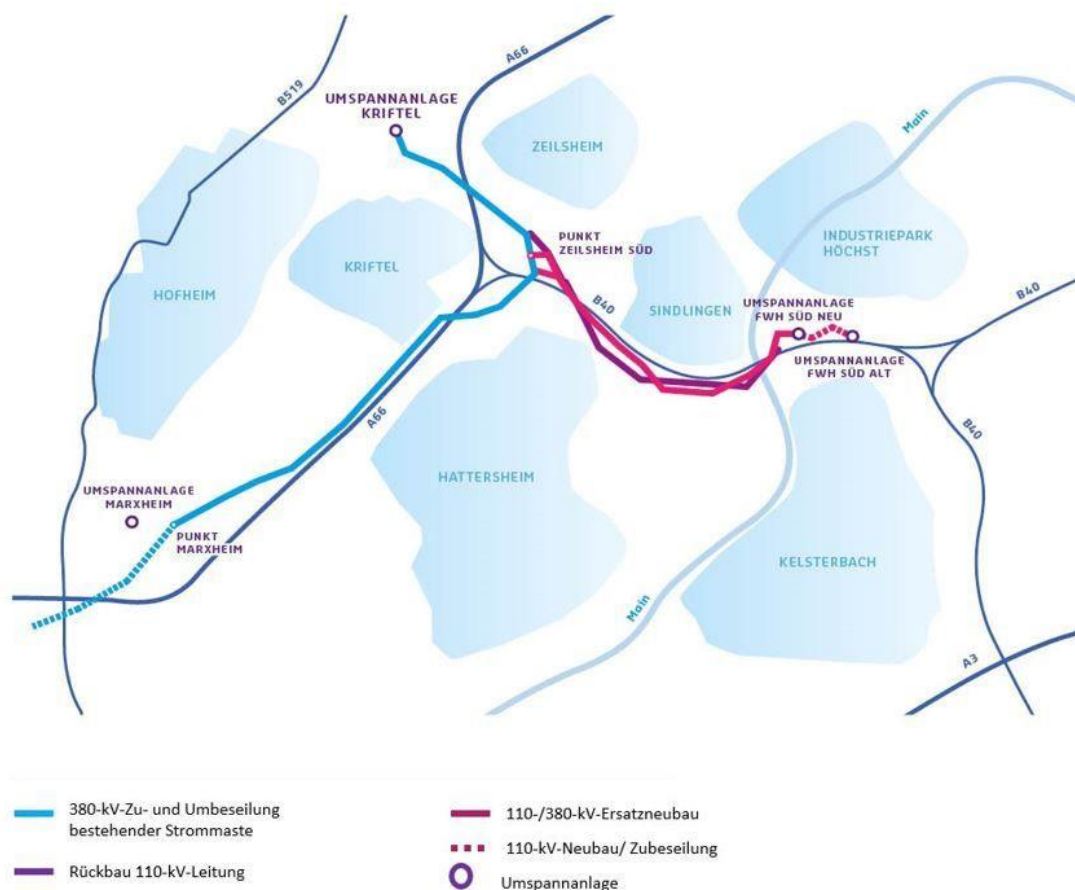 A66
B519
UMSPANNANLAGE
KRIFTEL
Main
ZEILSHEIM
PUNKT
ZEILSHEIM SÜD
INDUSTRIEPARK
HÖCHST
KRIFTEL
HOFHEIM
B40
SINDLINGEN
UMSPANNANLAGE
FWH SÜD NEU
B40
UMSPANNANLAGE
FWH SÜD ALT
A66
B40
HATTERSHEIM
UMSPANNANLAGE
MARXHEIM
PUNKT
MARXHEIM
KELSTERBACH
Main
A3
380-kV-Zu- und Umbeseilung
bestehender Strommaste
Rückbau 110-kV-Leitung
110-/380-kV-Ersatzneubau
110-kV-Neubau/ Zubeseilung
Umspannanlage